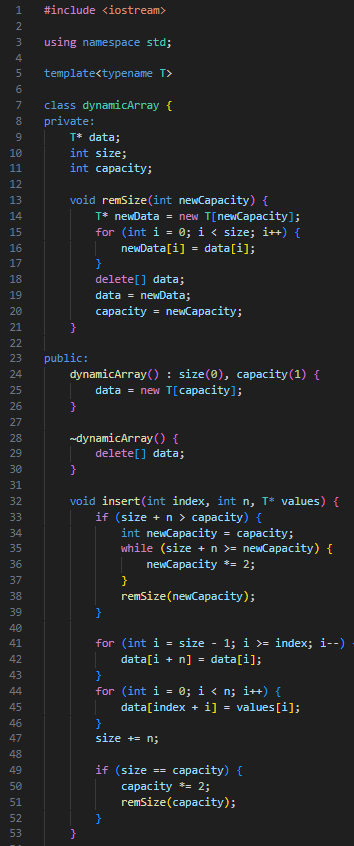 1 #include <iostream>
2
3 using namespace std;
4
5 template<typename T>
6
7 class dynamicArray {
8 private:
9     T* data;
10     int size;
11     int capacity;
12
13     void remSize(int newCapacity) {
14         T* newData = new T[newCapacity];
15         for (int i = 0; i < size; i++) {
16             newData[i] = data[i];
17         }
18         delete[] data;
19         data = newData;
20         capacity = newCapacity;
21     }
22
23 public:
24     dynamicArray() : size(0), capacity(1) {
25         data = new T[capacity];
26     }
27
28     ~dynamicArray() {
29         delete[] data;
30     }
31
32     void insert(int index, int n, T* values) {
33         if (size + n > capacity) {
34             int newCapacity = capacity;
35             while (size + n >= newCapacity) {
36                 newCapacity *= 2;
37             }
38             remSize(newCapacity);
39         }
40
41         for (int i = size - 1; i >= index; i--)
42             data[i + n] = data[i];
43         }
44         for (int i = 0; i < n; i++) {
45             data[index + i] = values[i];
46         }
47         size += n;
48
49         if (size == capacity) {
50             capacity *= 2;
51             remSize(capacity);
52         }
53     }